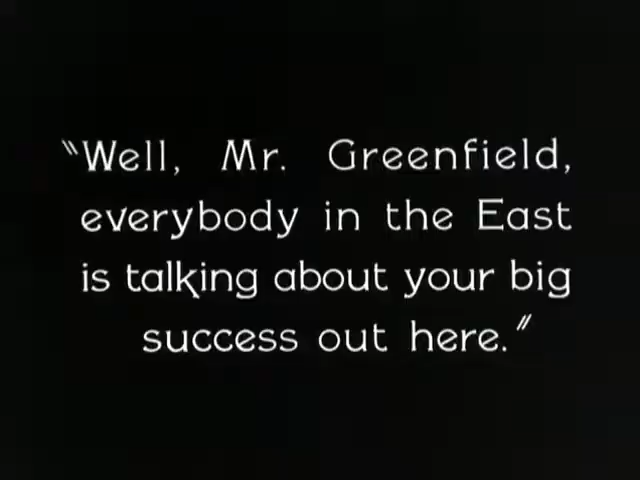 "Well, Mr. Greenfield,
everybody in the East
is talking about your big
success out here."